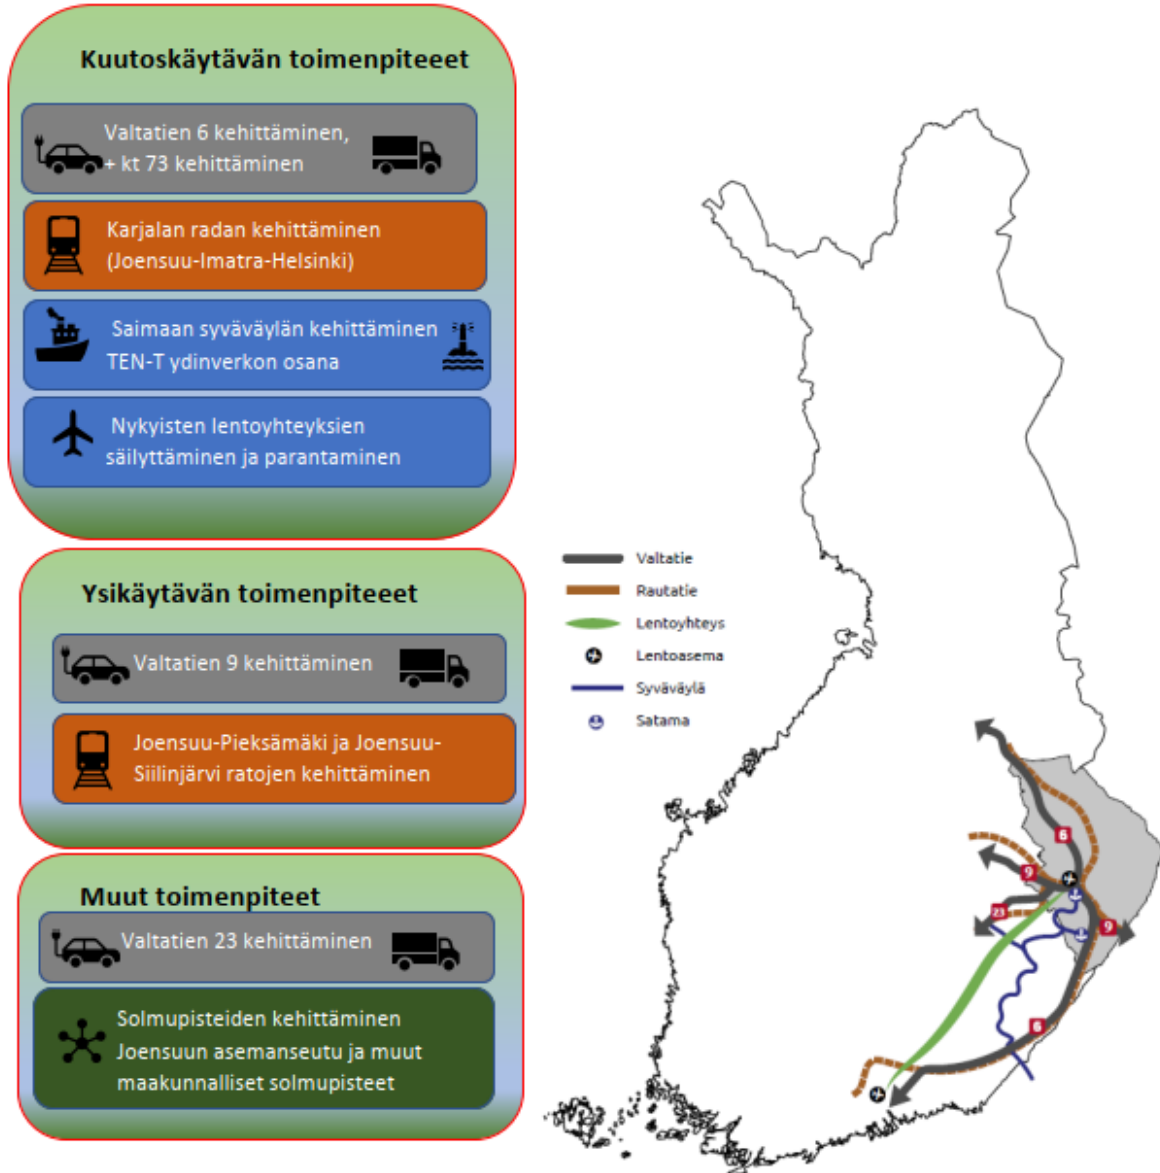 Kuutoskäytävän toimenpiteeet
Valtatien 6 kehittäminen,
+ kt 73 kehittäminen
Karjalan radan kehittäminen
(Joensuu-Imatra-Helsinki)
Saimaan syväväylän kehittäminen
TEN-T ydinverkon osana
Nykyisten lentoyhteyksien
säilyttäminen ja parantaminen
Ysikäytävän toimenpiteeet
Valtatien 9 kehittäminen
Joensuu-Pieksämäki ja Joensuu-
Siilinjärvi ratojen kehittäminen
Muut toimenpiteet
Valtatien 23 kehittäminen
Solmupisteiden kehittäminen
Joensuun asemanseutu ja muut
maakunnalliset solmupisteet
Valtatie
Rautatie
Lentoyhteys
Lentoasema
Syväväylä
Satama
6
9
23
9
6